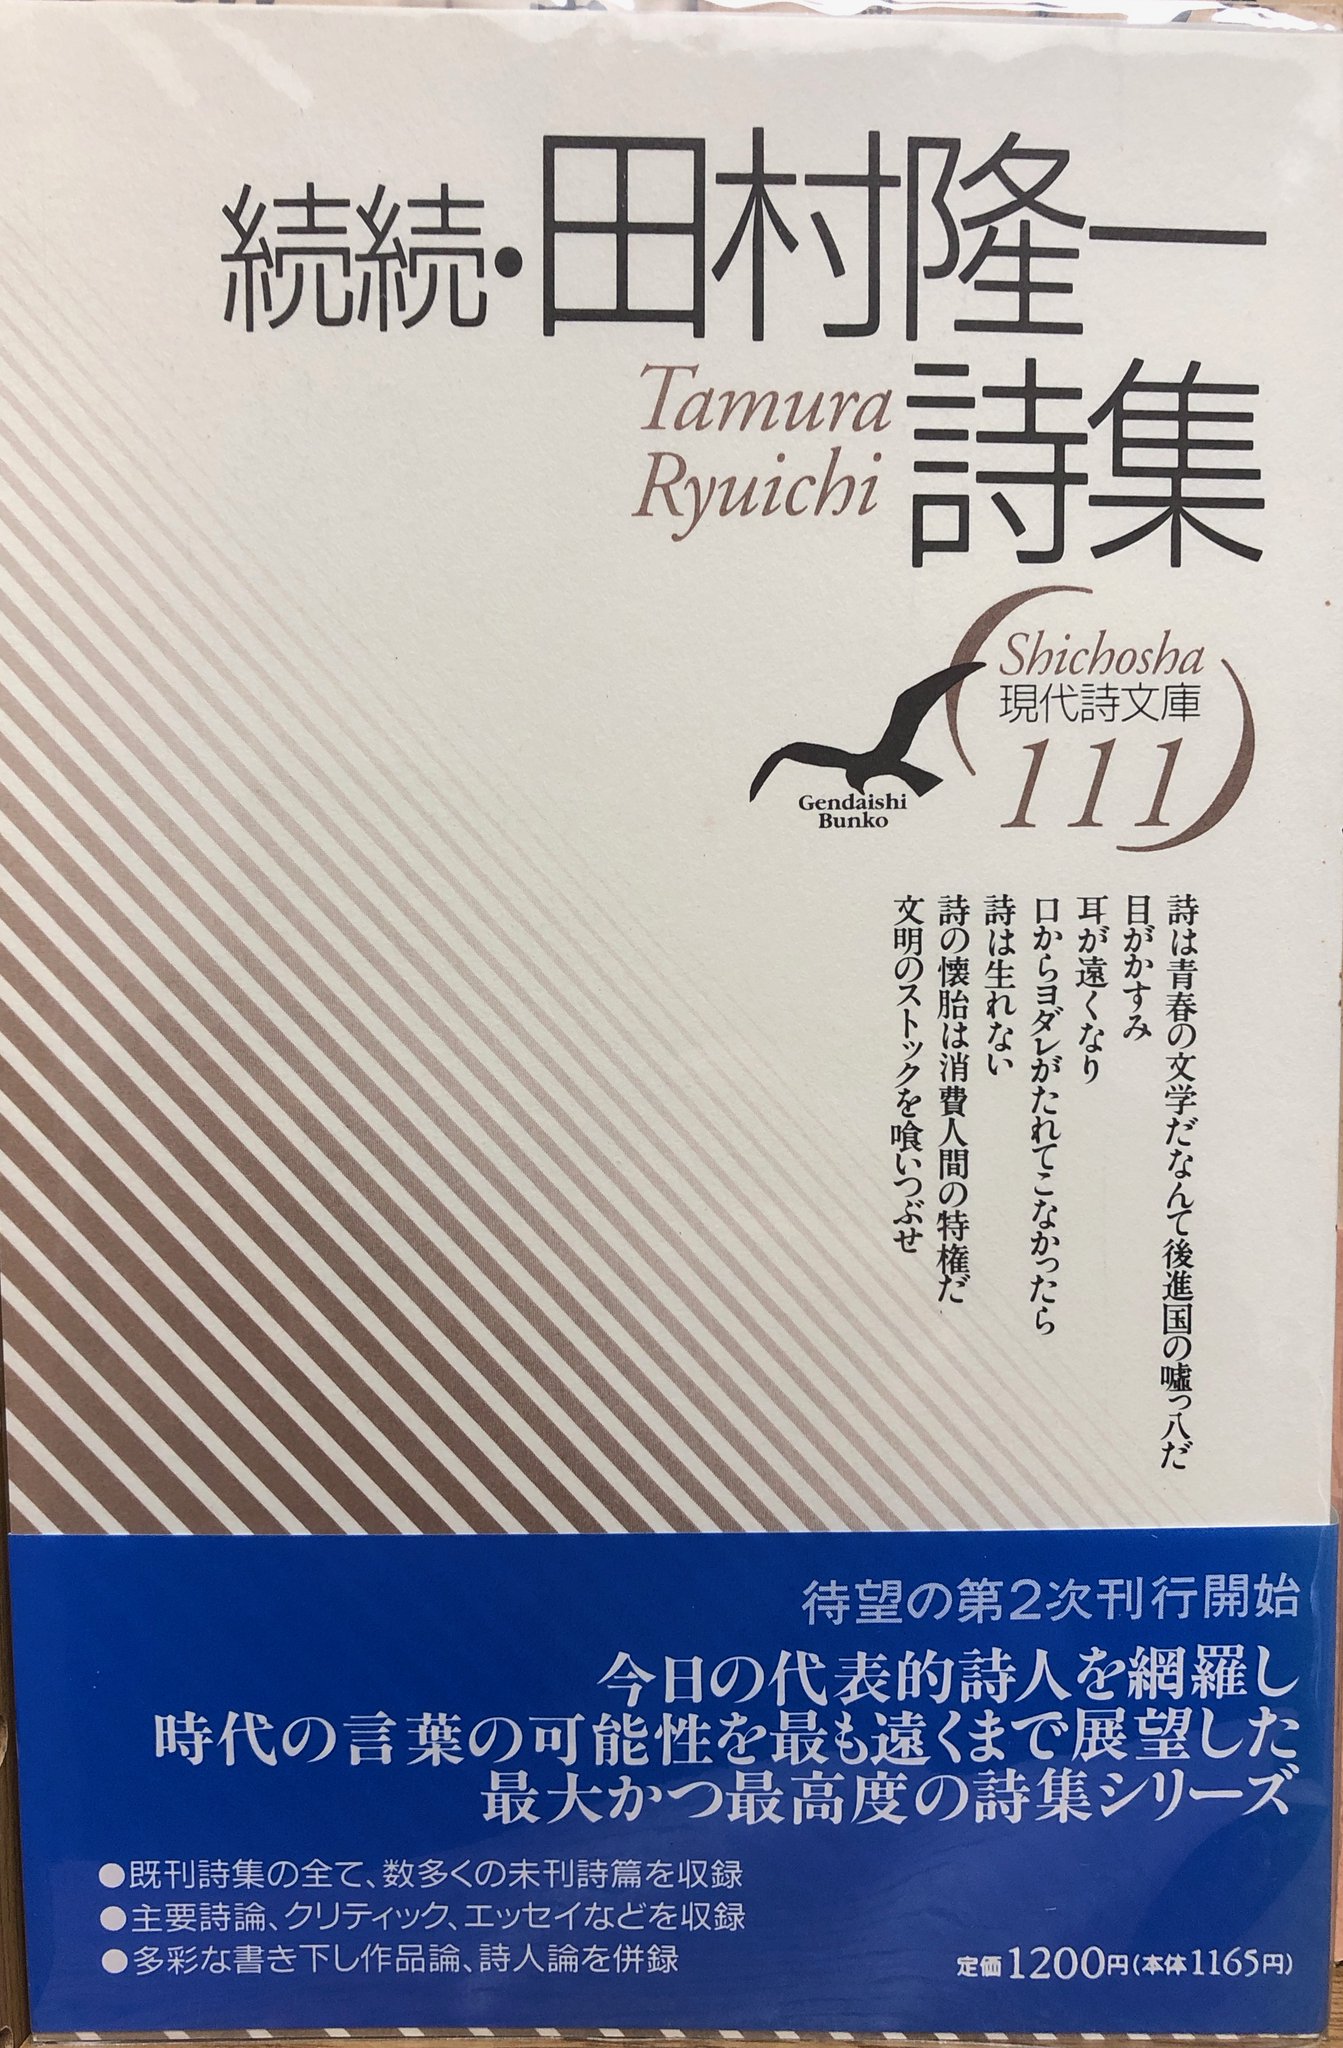 続続・田村隆一
詩集
Tamura
Ryuichi
Shichosha
現代詩文庫
111
Gendaishi
Bunko
詩は青春の文学だなんて後進国の嘘っ八だ
目がかすみ
耳が遠くなり
口からヨダレがたれてこなかったら
詩は生れない
詩の懐胎は消費人間の特権だ
文明のストックを喰いつぶせ
待望の第2次刊行開始
今日の代表的詩人を網羅し
時代の言葉の可能性を最も遠くまで展望した
最大かつ最高度の詩集シリーズ
●既刊詩集の全て、数多くの未刊詩篇を収録
●主要詩論、クリティック、エッセイなどを収録
●多彩な書き下し作品論、詩人論を併録
定価1200円(本体1165円)